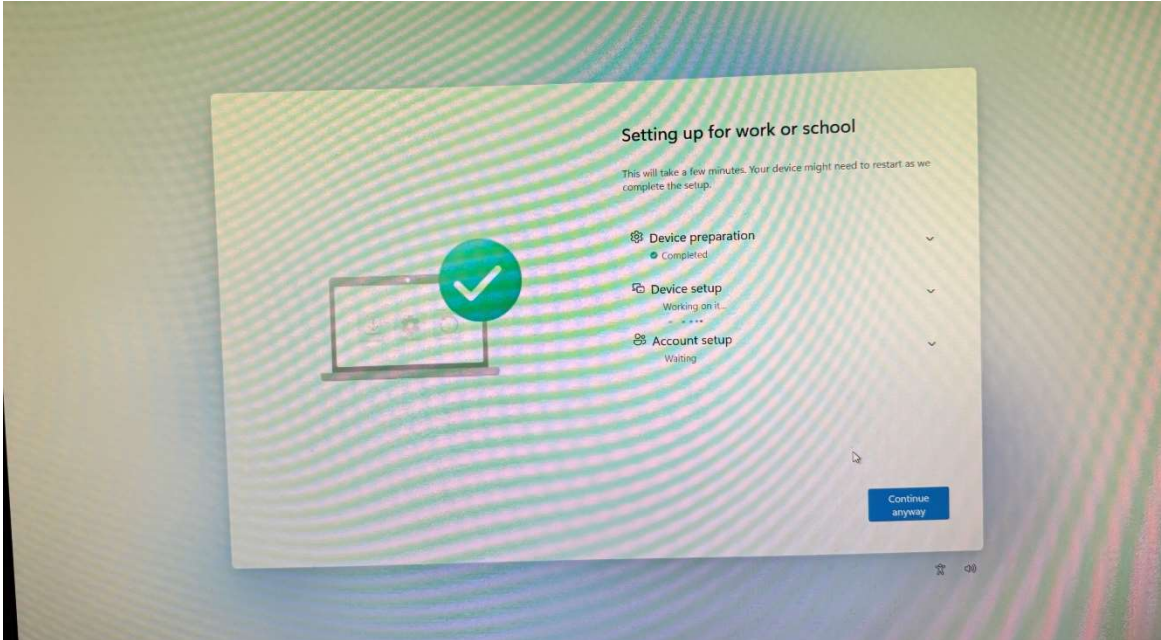 Setting up for work or school
This will take a few minutes. Your device might need to restart as we
complete the setup.
Device preparation
Completed
Device setup
Working on it...
Account setup
Waiting
Continue
anyway